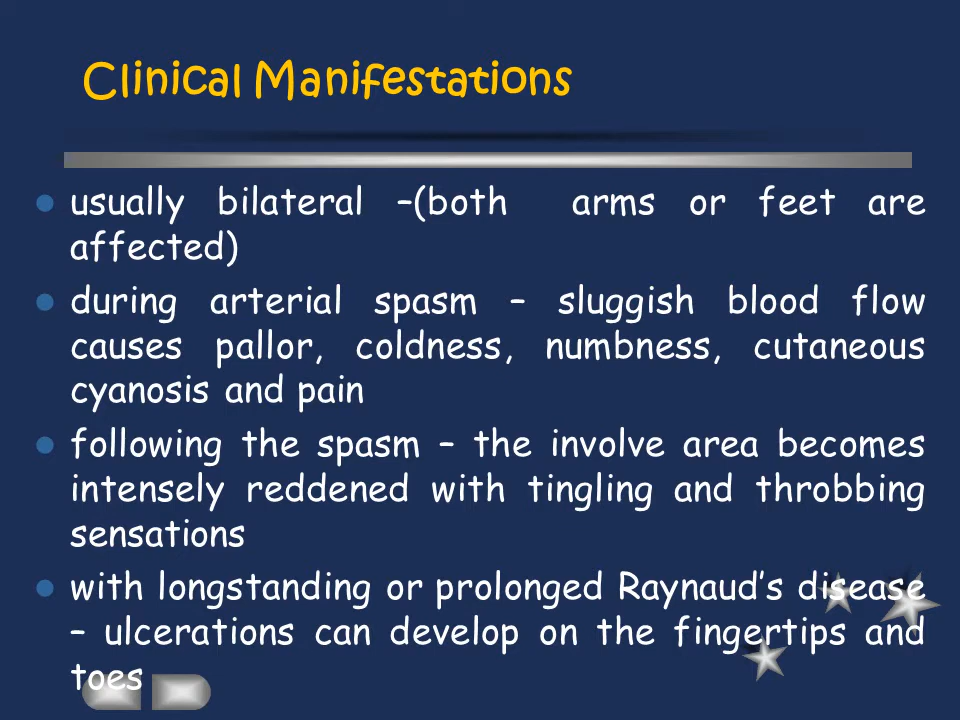 Clinical Manifestations
usually bilateral –(both arms or feet are
affected)
during arterial spasm – sluggish blood flow
causes pallor, coldness, numbness, cutaneous
cyanosis and pain
following the spasm – the involve area becomes
intensely reddened with tingling and throbbing
sensations
with longstanding or prolonged Raynaud’s disease
– ulcerations can develop on the fingertips and
toes